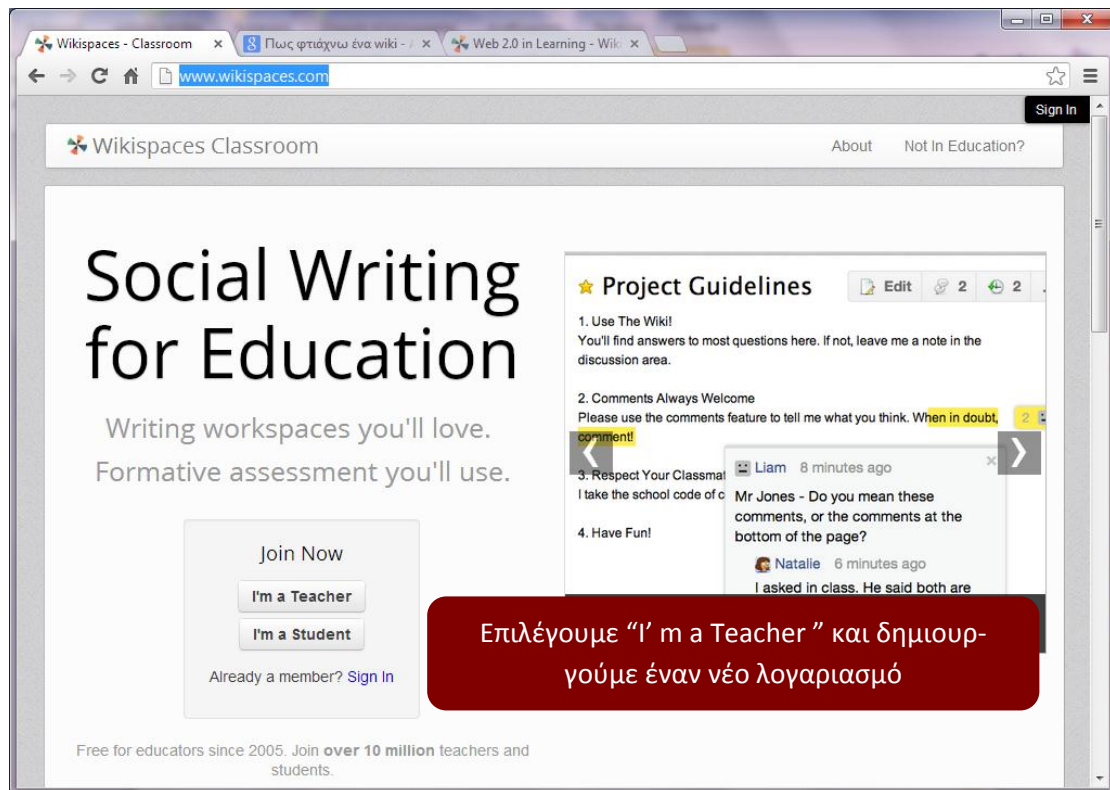 Wikispaces - Classroom
Πως φτιάχνω ένα wiki -
Web 2.0 in Learning - Wik
www.wikispaces.com
Sign In
Wikispaces Classroom
About Not In Education?
Social Writing
for Education
Writing workspaces you'll love.
Formative assessment you'll use.
Join Now
I'm a Teacher
I'm a Student
Already a member? Sign In
Free for educators since 2005. Join over 10 million teachers and
students.
Project Guidelines
Edit 2 2
1. Use The Wiki!
You'll find answers to most questions here. If not, leave me a note in the
discussion area.
2. Comments Always Welcome
Please use the comments feature to tell me what you think. When in doubt, 2
comment!
3. Respect Your Classma
I take the school code of c
4. Have Fun!
Liam 8 minutes ago
Mr Jones - Do you mean these
comments, or the comments at the
bottom of the page?
Natalie 6 minutes ago
I asked in class. He said both are
Επιλέγουμε “I’ m a Teacher ” και δημιουρ-
γούμε έναν νέο λογαριασμό